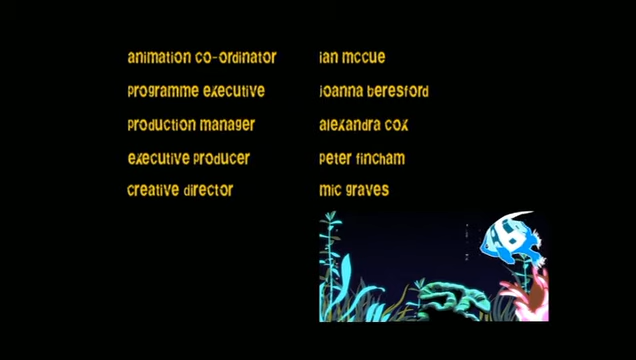 animation co-ordinator ian mccue
programme executive joanna beresford
production manager alexandra cox
executive producer peter fincham
creative director mic graves